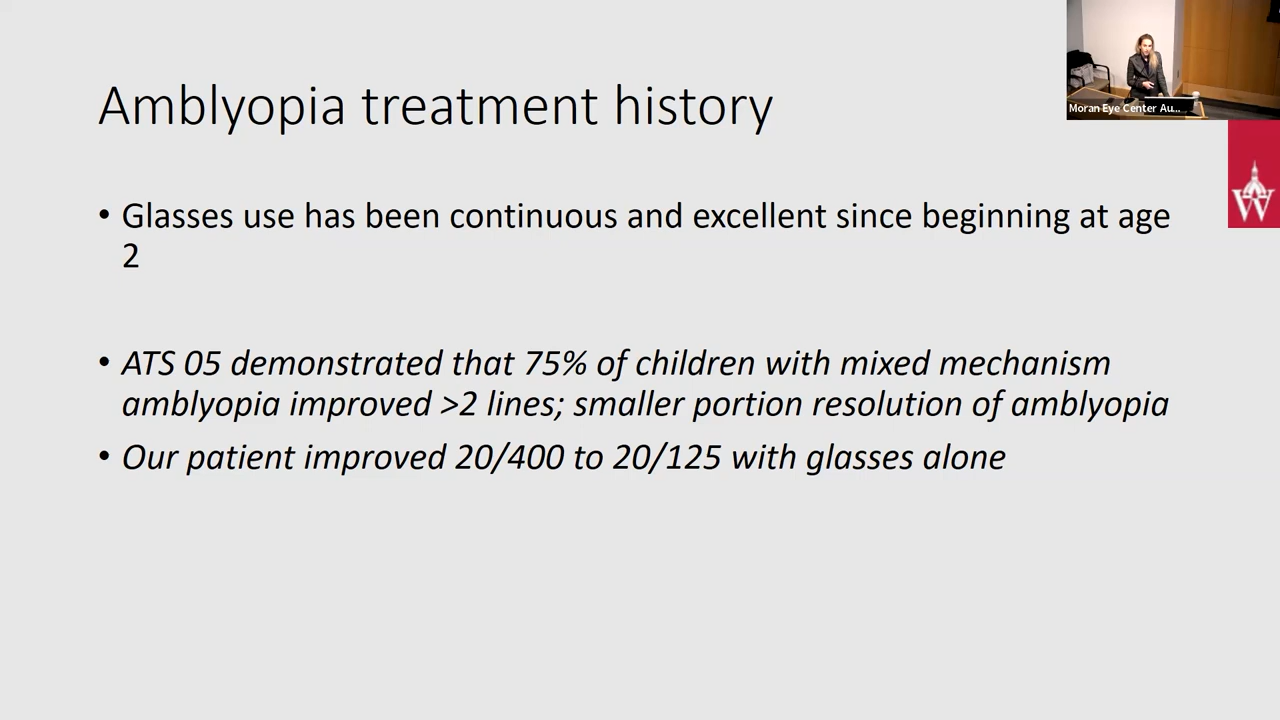 Moran Eye Center Au...
Amblyopia treatment history
W
• Glasses use has been continuous and excellent since beginning at age
2
• ATS 05 demonstrated that 75% of children with mixed mechanism
amblyopia improved >2 lines; smaller portion resolution of amblyopia
• Our patient improved 20/400 to 20/125 with glasses alone